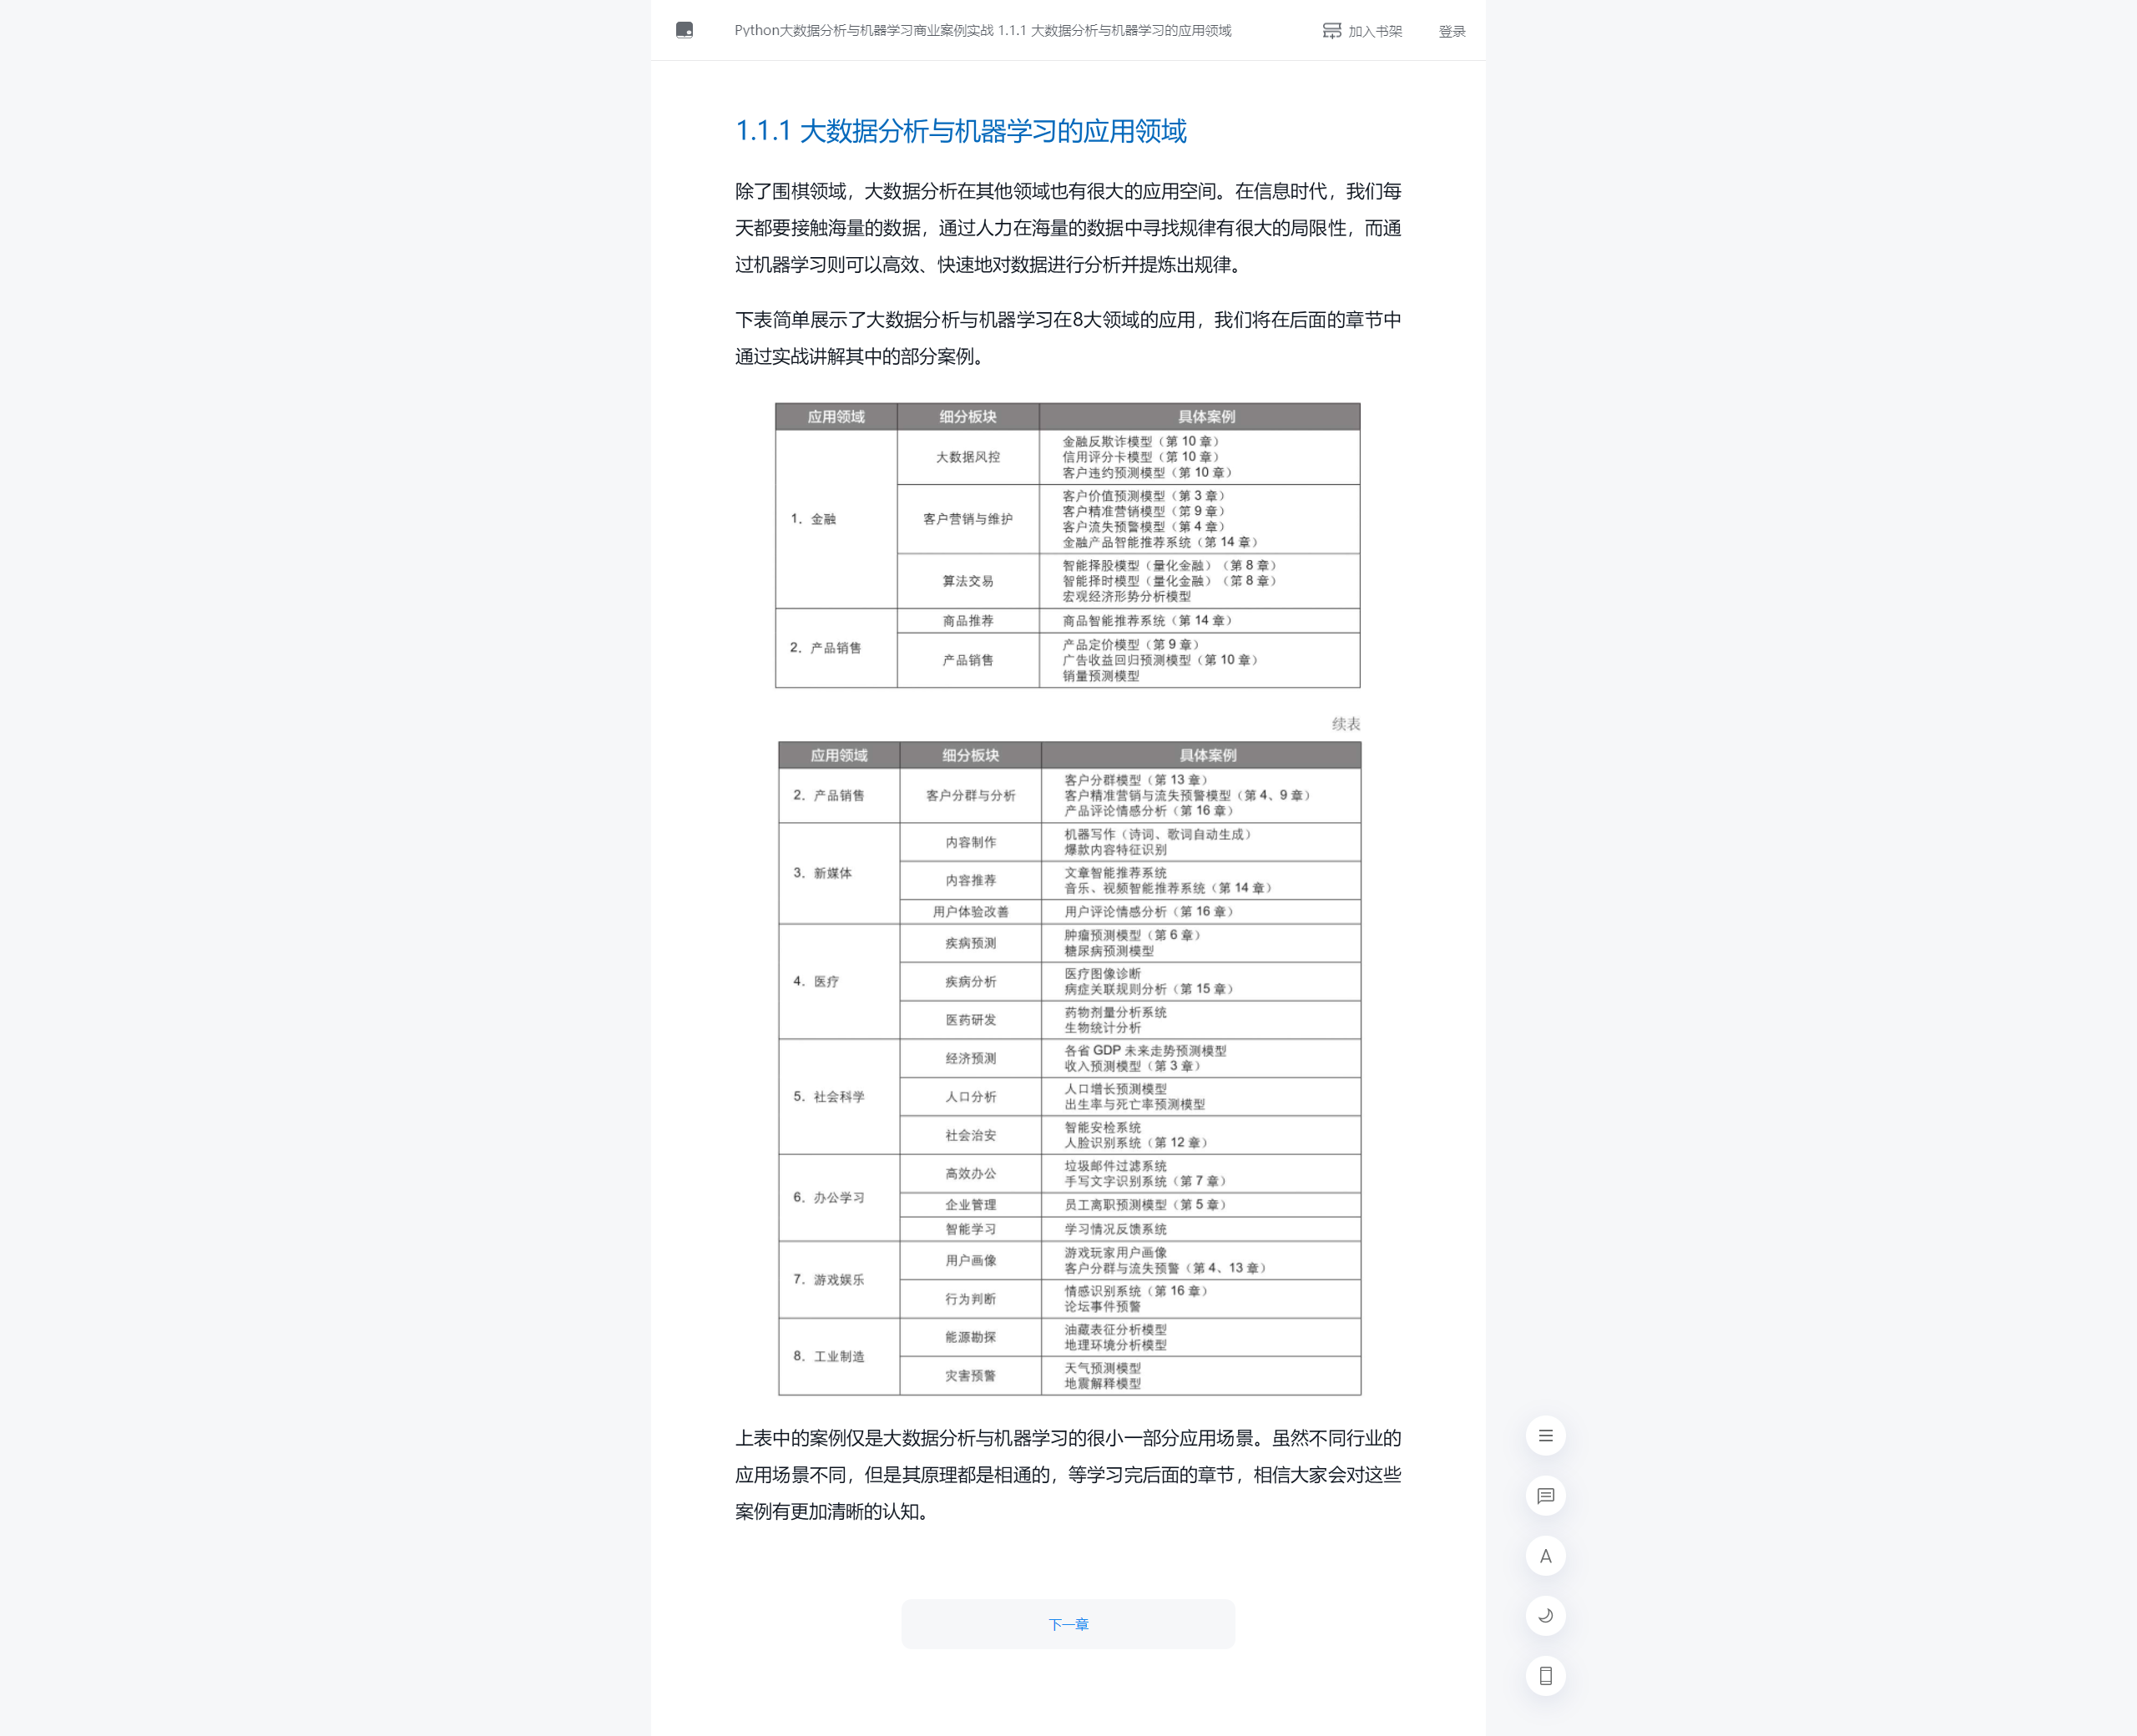 Python大数据分析与机器学习商业案例实战 1.1.1 大数据分析与机器学习的应用领域
加入书架
登录
1.1.1 大数据分析与机器学习的应用领域
除了围棋领域，大数据分析在其他领域也有很大的应用空间。在信息时代，我们每
天都要接触海量的数据，通过人力在海量的数据中寻找规律有很大的局限性，而通
过机器学习则可以高效、快速地对数据进行分析并提炼出规律。
下表简单展示了大数据分析与机器学习在8大领域的应用，我们将在后面的章节中
通过实战讲解其中的部分案例。
应用领域 细分板块 具体案例
1．金融
大数据风控
金融反欺诈模型（第 10 章）
信用评分卡模型（第 10 章）
客户违约预测模型（第 10 章）
客户营销与维护
客户价值预测模型（第 3 章）
客户精准营销模型（第 9 章）
客户流失预警模型（第 4 章）
金融产品智能推荐系统（第 14 章）
算法交易
智能择股模型（量化金融）（第 8 章）
智能择时模型（量化金融）（第 8 章）
宏观经济形势分析模型
2．产品销售
商品推荐
商品智能推荐系统（第 14 章）
产品销售
产品定价模型（第 9 章）
广告收益回归预测模型（第 10 章）
销量预测模型
续表
应用领域 细分板块 具体案例
2．产品销售
客户分群与分析
客户分群模型（第 13 章）
客户精准营销与流失预警模型（第 4、9 章）
产品评论情感分析（第 16 章）
3．新媒体
内容制作
机器写作（诗词、歌词自动生成）
爆款内容特征识别
内容推荐
文章智能推荐系统
音乐、视频智能推荐系统（第 14 章）
用户体验改善
用户评论情感分析（第 16 章）
4．医疗
疾病预测
肿瘤预测模型（第 6 章）
糖尿病预测模型
疾病分析
医疗图像诊断
病症关联规则分析（第 15 章）
医药研发
药物剂量分析系统
生物统计分析
5．社会科学
经济预测
各省 GDP 未来走势预测模型
收入预测模型（第 3 章）
人口分析
人口增长预测模型
出生率与死亡率预测模型
社会治安
智能安检系统
人脸识别系统（第 12 章）
6．办公学习
高效办公
垃圾邮件过滤系统
手写文字识别系统（第 7 章）
企业管理
员工离职预测模型（第 5 章）
智能学习
学习情况反馈系统
7．游戏娱乐
用户画像
游戏玩家用户画像
客户分群与流失预警（第 4、13 章）
行为判断
情感识别系统（第 16 章）
论坛事件预警
8．工业制造
能源勘探
油藏表征分析模型
地理环境分析模型
灾害预警
天气预测模型
地震解释模型
上表中的案例仅是大数据分析与机器学习的很小一部分应用场景。虽然不同行业的
应用场景不同，但是其原理都是相通的，等学习完后面的章节，相信大家会对这些
案例有更加清晰的认知。
下一章